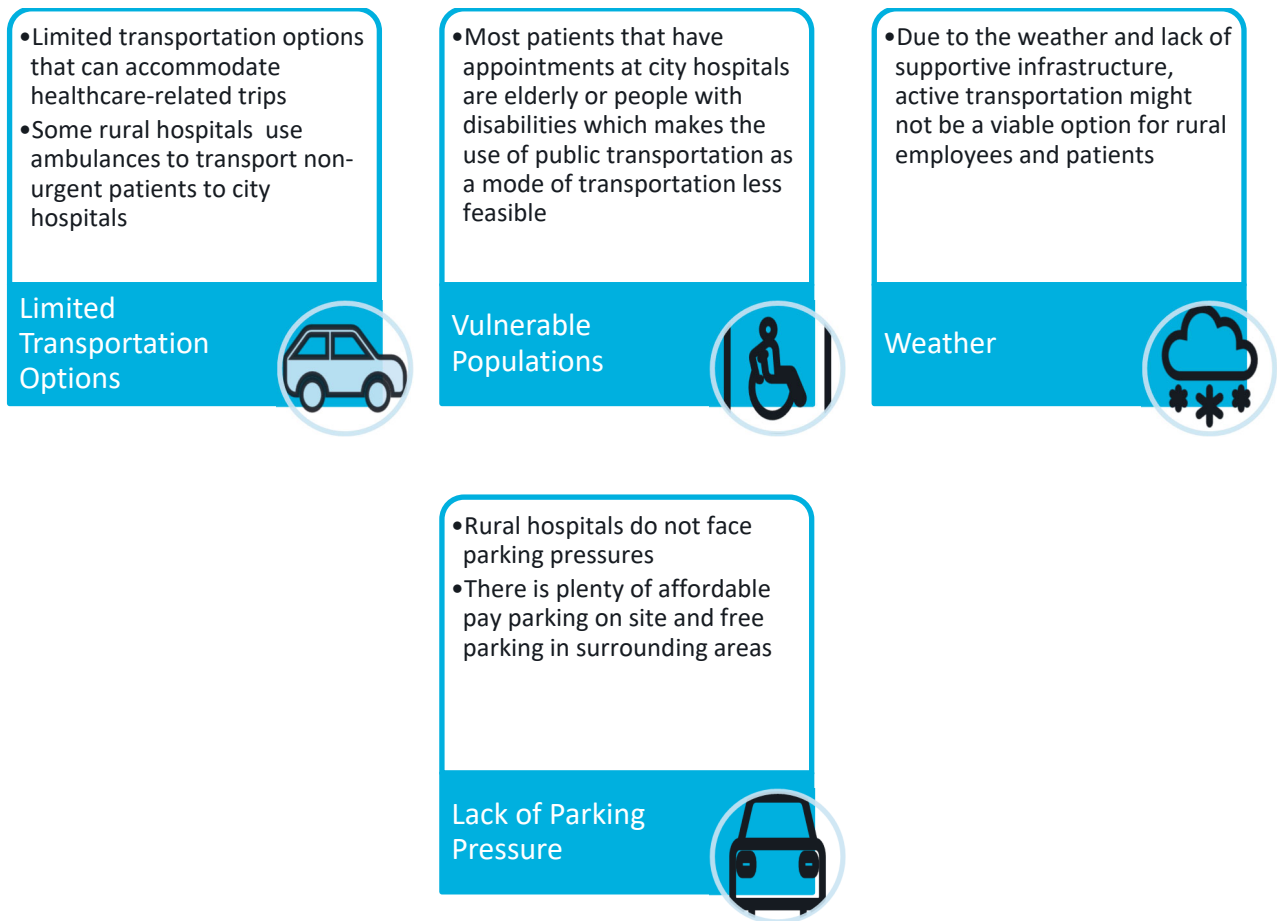 •Limited transportation options
that can accommodate
healthcare-related trips
•Some rural hospitals  use
ambulances to transport non-
urgent patients to city
hospitals
Limited
Transportation
Options
•Most patients that have
appointments at city hospitals
are elderly or people with
disabilities which makes the
use of public transportation as
a mode of transportation less
feasible
Vulnerable
Populations
•Due to the weather and lack of
supportive infrastructure,
active transportation might
not be a viable option for rural
employees and patients
Weather
•Rural hospitals do not face
parking pressures
•There is plenty of affordable
pay parking on site and free
parking in surrounding areas
Lack of Parking
Pressure